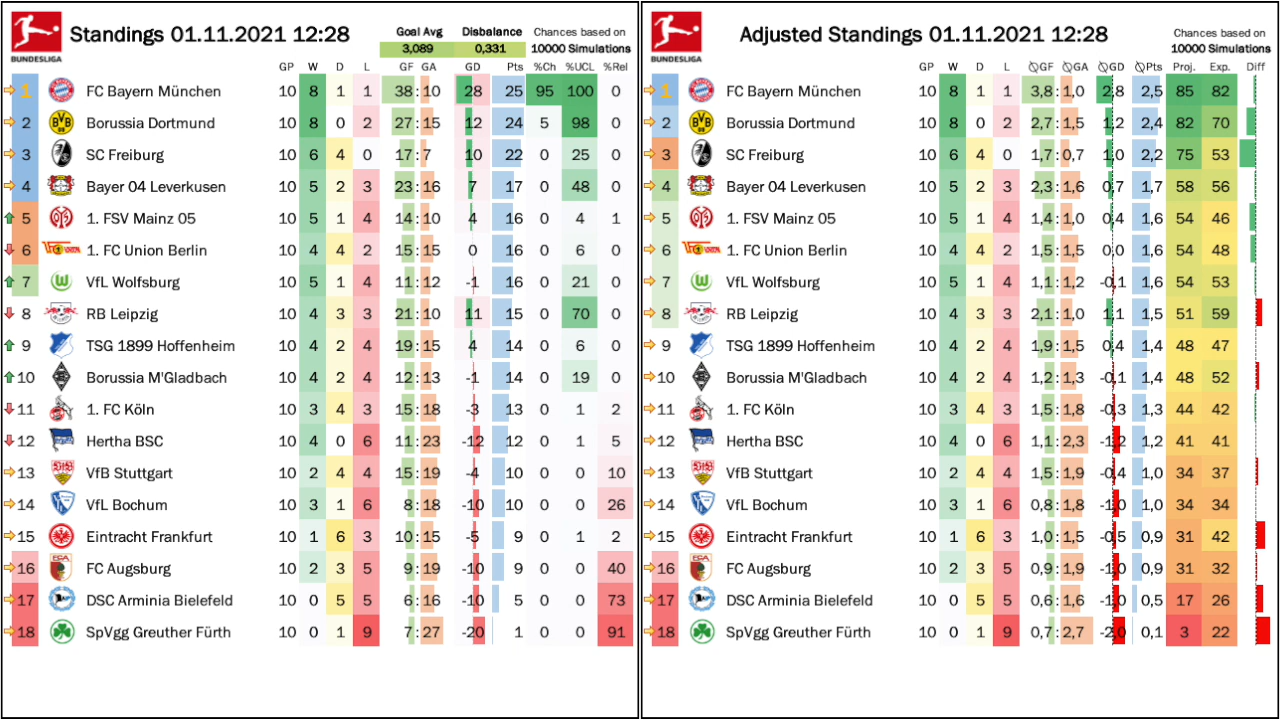 Standings 01.11.2021 12:28
Goal Avg Disbalance Chances based on
3,089 0,331 10000 Simulations
BUNDESLIGA
GP W D L GF GA GD Pts %Ch %UCL %Rel
1 FC Bayern München 10 8 1 1 38 : 10 28 25 95 100 0
2 Borussia Dortmund 10 8 0 2 27 : 15 12 24 5 98 0
3 SC Freiburg 10 6 4 0 17 : 7 10 22 0 25 0
4 Bayer 04 Leverkusen 10 5 2 3 23 : 16 7 17 0 48 0
5 1. FSV Mainz 05 10 5 1 4 14 : 10 4 16 0 4 1
6 1. FC Union Berlin 10 4 4 2 15 : 15 0 16 0 6 0
7 VfL Wolfsburg 10 5 1 4 11 : 12 -1 16 0 21 0
8 RB Leipzig 10 4 3 3 21 : 10 11 15 0 70 0
9 TSG 1899 Hoffenheim 10 4 2 4 19 : 15 4 14 0 6 0
10 Borussia M'Gladbach 10 4 2 4 12 : 13 -1 14 0 19 0
11 1. FC Köln 10 3 4 3 15 : 18 -3 13 0 1 2
12 Hertha BSC 10 4 0 6 11 : 23 -12 12 0 1 5
13 VfB Stuttgart 10 2 4 4 15 : 19 -4 10 0 0 10
14 VfL Bochum 10 3 1 6 8 : 18 -10 10 0 0 26
15 Eintracht Frankfurt 10 1 6 3 10 : 15 -5 9 0 1 2
16 FC Augsburg 10 2 3 5 9 : 19 -10 9 0 0 40
17 DSC Arminia Bielefeld 10 0 5 5 6 : 16 -10 5 0 0 73
18 SpVgg Greuther Fürth 10 0 1 9 7 : 27 -20 1 0 0 91
Adjusted Standings 01.11.2021 12:28
Chances based on
10000 Simulations
BUNDESLIGA
GP W D L ∅GF ∅GA ∅GD ∅Pts Proj. Exp. Diff
1 FC Bayern München 10 8 1 1 3,8 : 1,0 2,8 2,5 85 82
2 Borussia Dortmund 10 8 0 2 2,7 : 1,5 1,2 2,4 82 70
3 SC Freiburg 10 6 4 0 1,7 : 0,7 1,0 2,2 75 53
4 Bayer 04 Leverkusen 10 5 2 3 2,3 : 1,6 0,7 1,7 58 56
5 1. FSV Mainz 05 10 5 1 4 1,4 : 1,0 0,4 1,6 54 46
6 1. FC Union Berlin 10 4 4 2 1,5 : 1,5 0,0 1,6 54 48
7 VfL Wolfsburg 10 5 1 4 1,1 : 1,2 -0,1 1,6 54 53
8 RB Leipzig 10 4 3 3 2,1 : 1,0 1,1 1,5 51 59
9 TSG 1899 Hoffenheim 10 4 2 4 1,9 : 1,5 0,4 1,4 48 47
10 Borussia M'Gladbach 10 4 2 4 1,2 : 1,3 -0,1 1,4 48 52
11 1. FC Köln 10 3 4 3 1,5 : 1,8 -0,3 1,3 44 42
12 Hertha BSC 10 4 0 6 1,1 : 2,3 -1,2 1,2 41 41
13 VfB Stuttgart 10 2 4 4 1,5 : 1,9 -0,4 1,0 34 37
14 VfL Bochum 10 3 1 6 0,8 : 1,8 -1,0 1,0 34 34
15 Eintracht Frankfurt 10 1 6 3 1,0 : 1,5 -0,5 0,9 31 42
16 FC Augsburg 10 2 3 5 0,9 : 1,9 -1,0 0,9 31 32
17 DSC Arminia Bielefeld 10 0 5 5 0,6 : 1,6 -1,0 0,5 17 26
18 SpVgg Greuther Fürth 10 0 1 9 0,7 : 2,7 -2,0 0,1 3 22